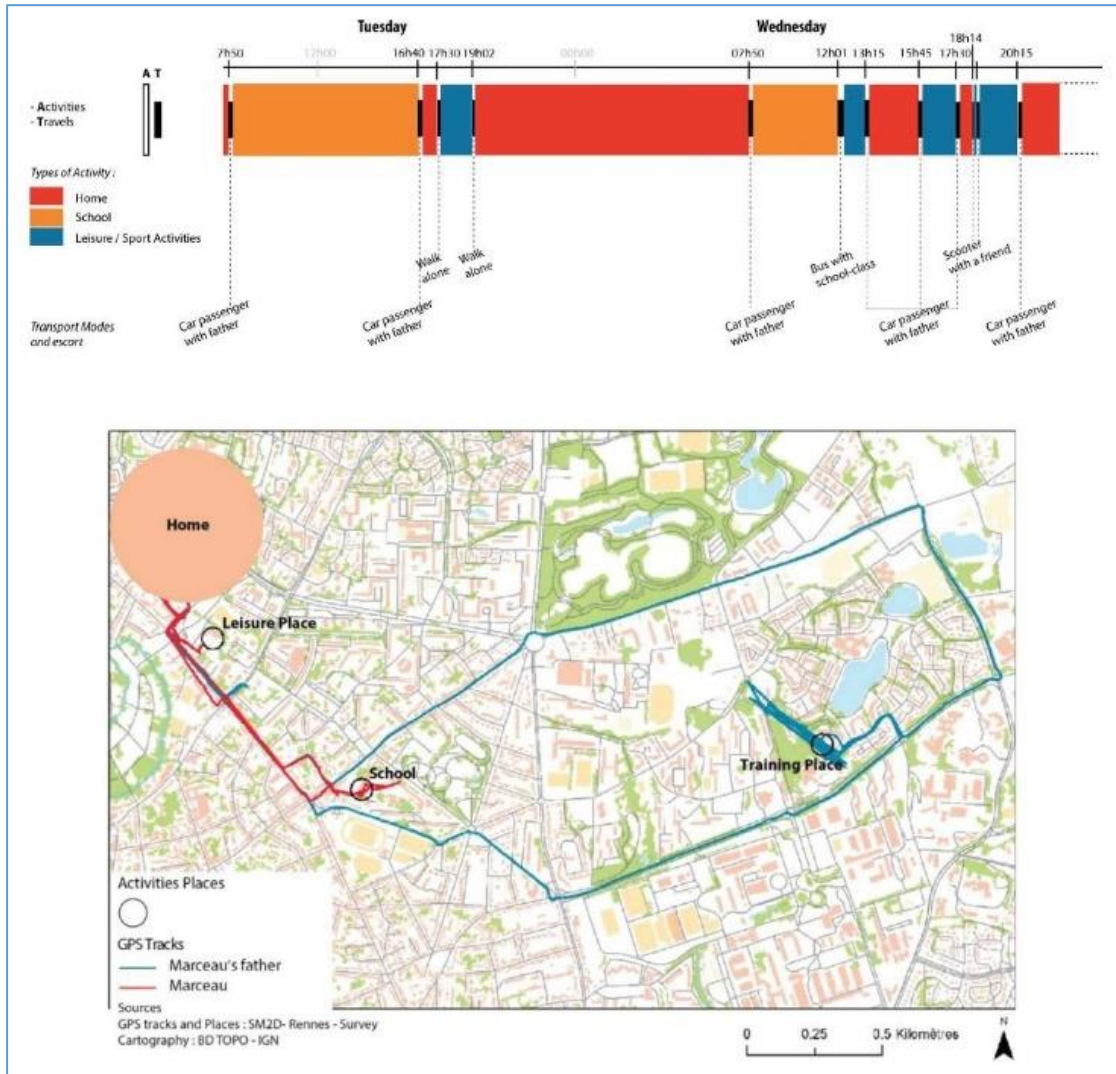 Tuesday
Wednesday
7h50
12h00
16h40
17h30
19h02
00h00
07h50
12h01
13h15
15h45
17h30
18h14
20h15
A T
- Activities
- Travels
Types of Activity :
Home
School
Leisure / Sport Activities
Walk
alone
Walk
alone
Bus with
school-class
Scooter
with a friend
Transport Modes
and escort
Car passenger
with father
Car passenger
with father
Car passenger
with father
Car passenger
with father
Car passenger
with father
Home
Leisure Place
School
Training Place
Activities Places
GPS Tracks
Marceau's father
Marceau
Sources
GPS tracks and Places : SM2D- Rennes - Survey
Cartography : BD TOPO - IGN
0 0.25 0.5 Kilomètres
N